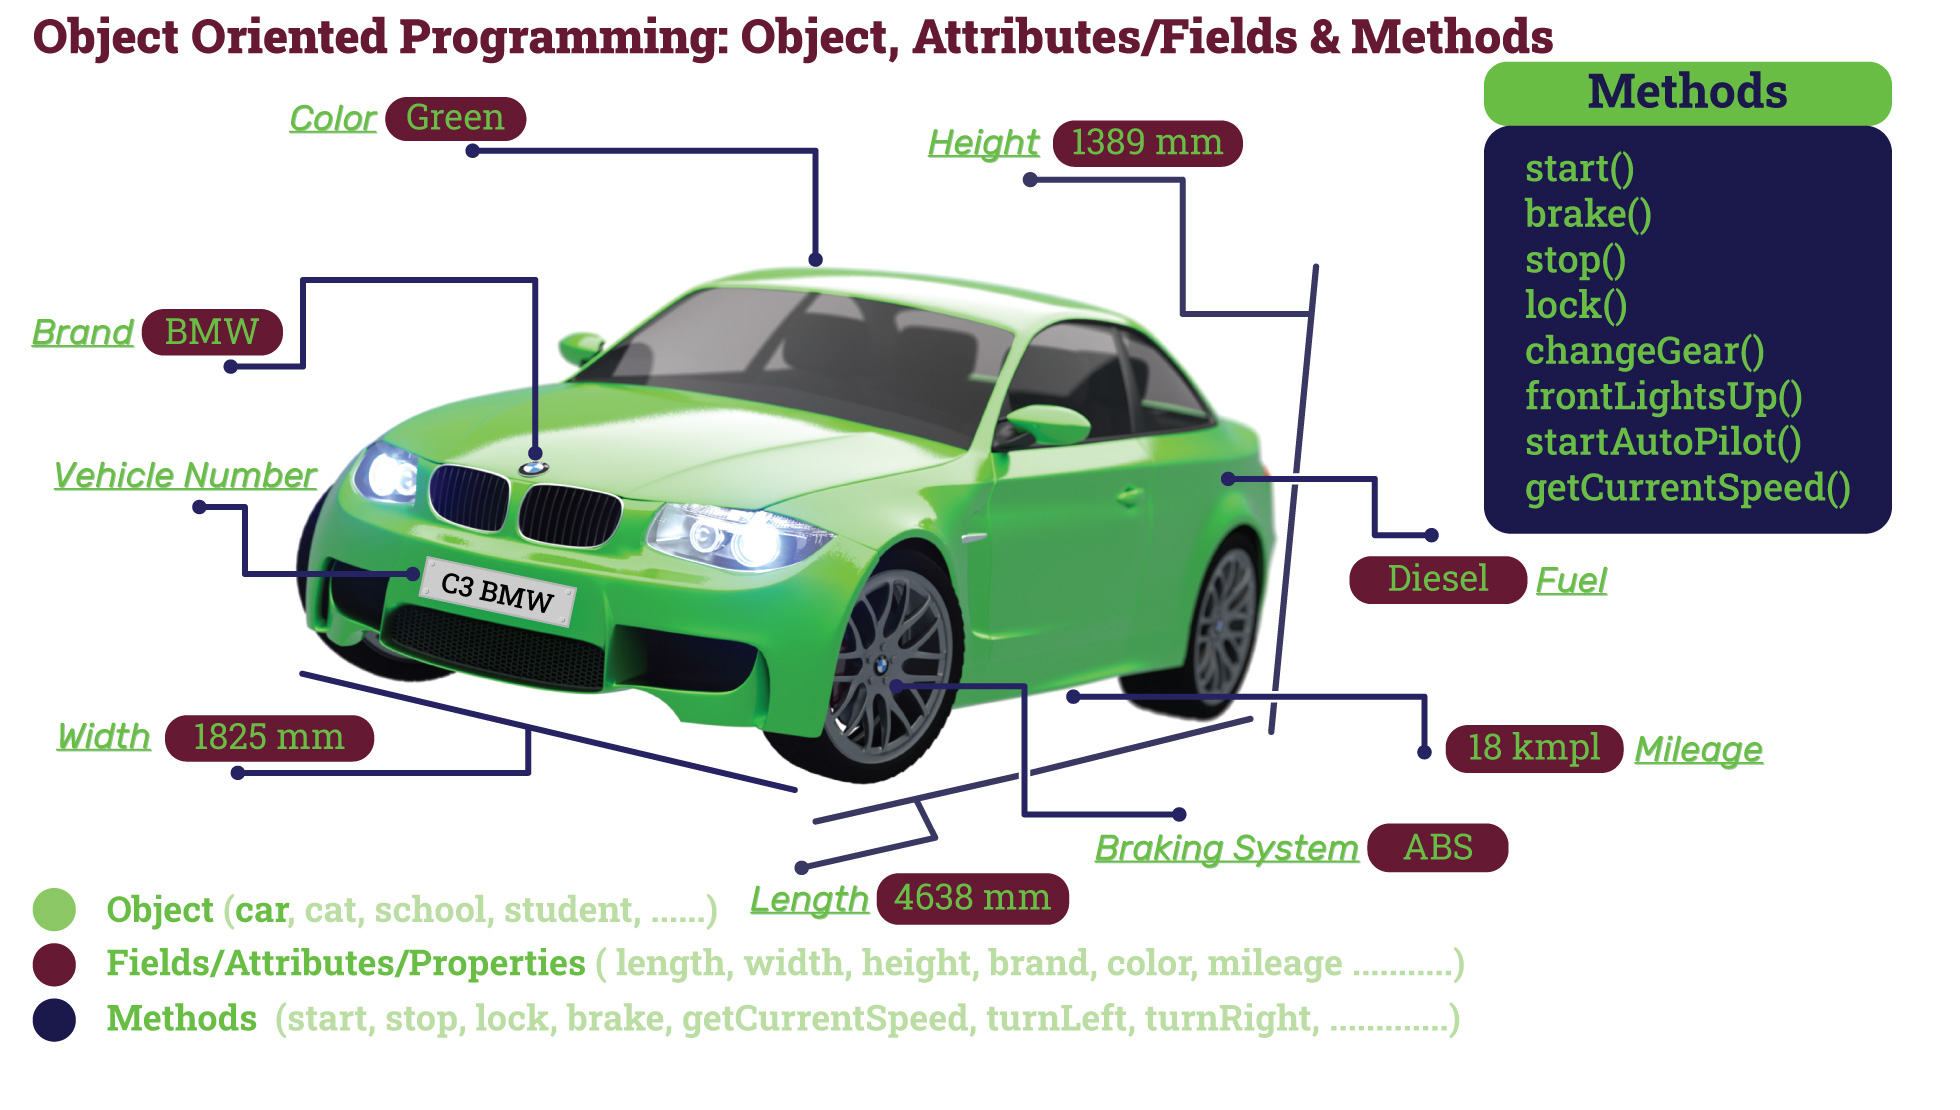 Object Oriented Programming: Object, Attributes/Fields & Methods
Methods
start()
brake()
stop()
lock()
changeGear()
frontLightsUp()
startAutoPilot()
getCurrentSpeed()
Color Green
Height 1389 mm
Brand BMW
Vehicle Number
C3 BMW
Diesel Fuel
Width 1825 mm
18 kmpl Mileage
Braking System ABS
Length 4638 mm
Object (car, cat, school, student, ......)
Fields/Attributes/Properties ( length, width, height, brand, color, mileage ...........)
Methods (start, stop, lock, brake, getCurrentSpeed, turnLeft, turnRight, .............)